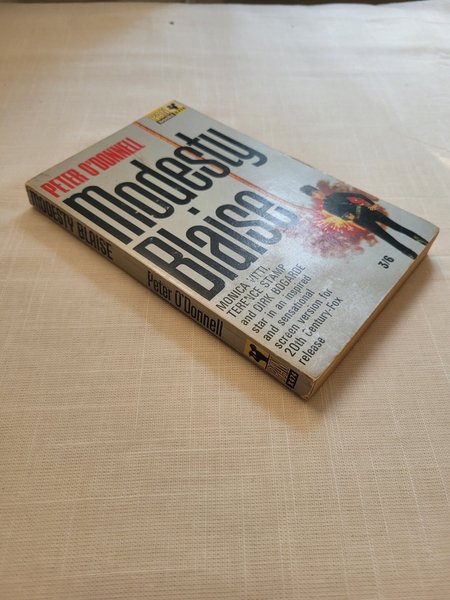 PETER O'DONNELL
Modesty
Blaise
MONICA VITTI,
TERENCE STAMP
and DIRK BOGARDE
star in an inspired
and sensational
screen version for
20th Century-Fox
release
3/6
MODESTY BLAISE
Peter O'Donnell